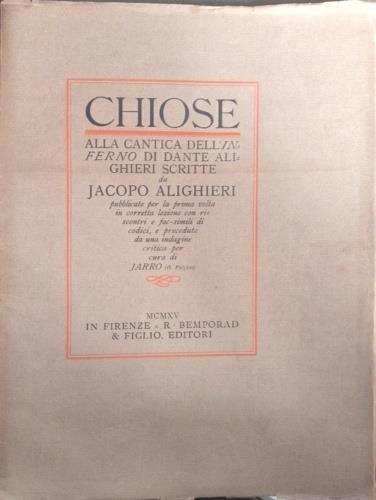 CHIOSE
ALLA CANTICA DELL'IN-
FERNO DI DANTE ALI-
GHIERI SCRITTE
da
JACOPO ALIGHIERI
pubblicate per la prima volta
in corretta lezione con ri-
scontri e fac-simili di
codici, e precedute
da una indagine
critica per
cura di
JARRO (G. Piccini)
MCMXV
IN FIRENZE R. BEMPORAD
& FIGLIO, EDITORI